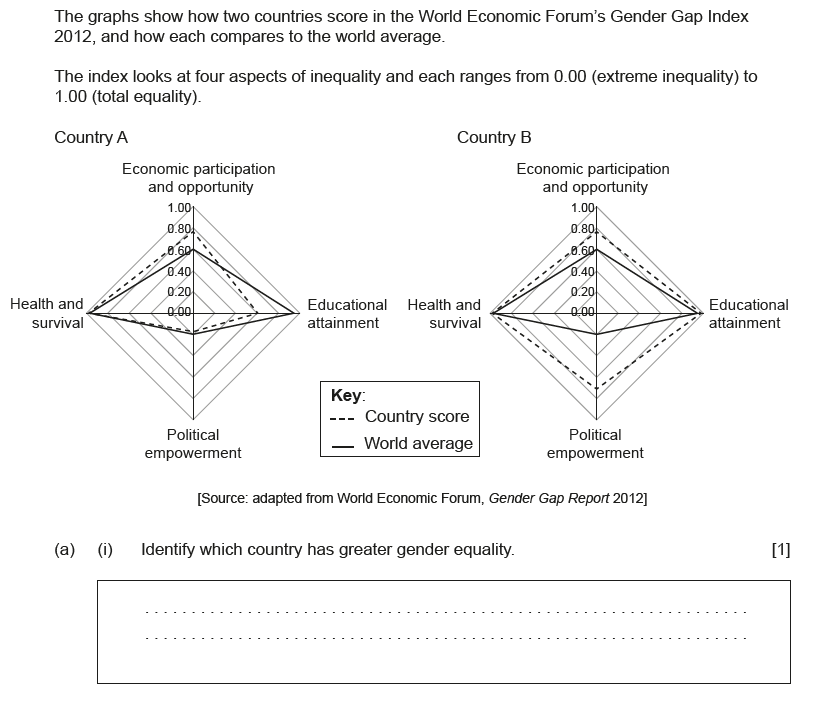 The graphs show how two countries score in the World Economic Forum's Gender Gap Index
2012, and how each compares to the world average.
The index looks at four aspects of inequality and each ranges from 0.00 (extreme inequality) to
1.00 (total equality).
Country A
Economic participation
and opportunity
1.00
0.80
0.60
0.40
0.20
0.00
Health and
survival
Educational
attainment
Political
empowerment
Country B
Economic participation
and opportunity
1.00
0.80
0.60
0.40
0.20
0.00
Health and
survival
Educational
attainment
Political
empowerment
Key:
Country score
World average
[Source: adapted from World Economic Forum, Gender Gap Report 2012]
(a) (i) Identify which country has greater gender equality. [1]